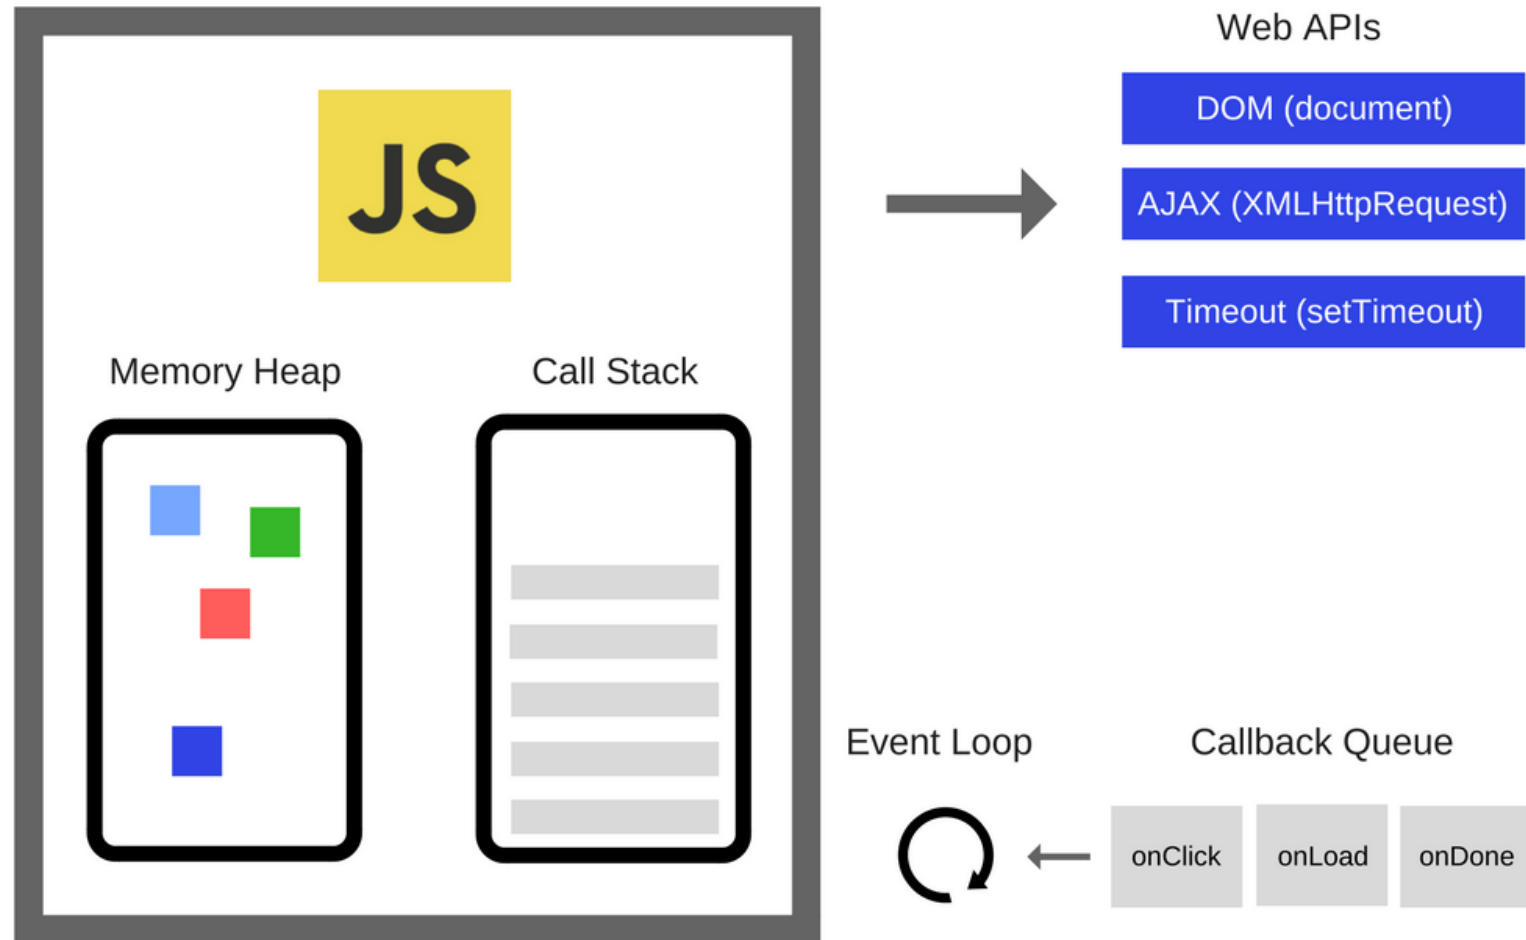 JS
Memory Heap
Call Stack
Web APIs
DOM (document)
AJAX (XMLHttpRequest)
Timeout (setTimeout)
Event Loop
Callback Queue
onClick
onLoad
onDone